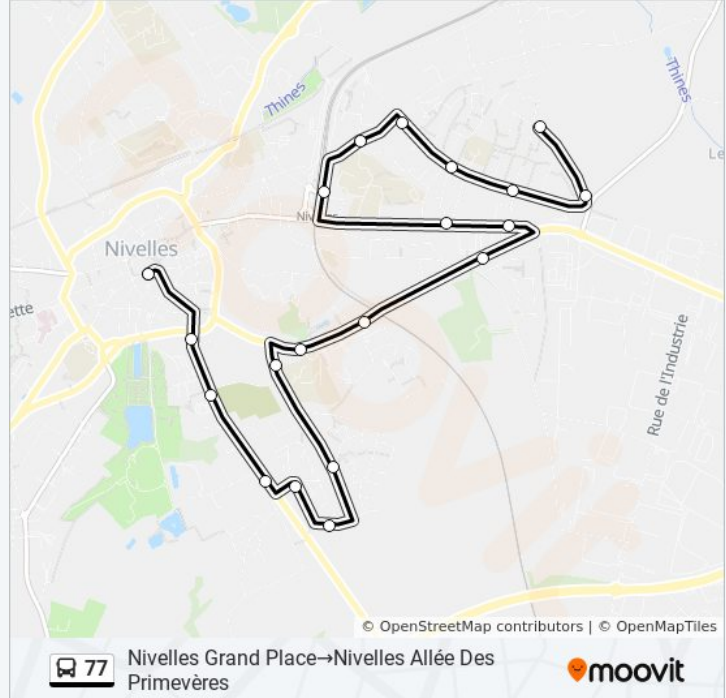 Thines
Thines
Le
Nivelles
ette
Rue de l'Industrie
© OpenStreetMap contributors | © OpenMapTiles
77
Nivelles Grand Place→Nivelles Allée Des
Primevères
moovit